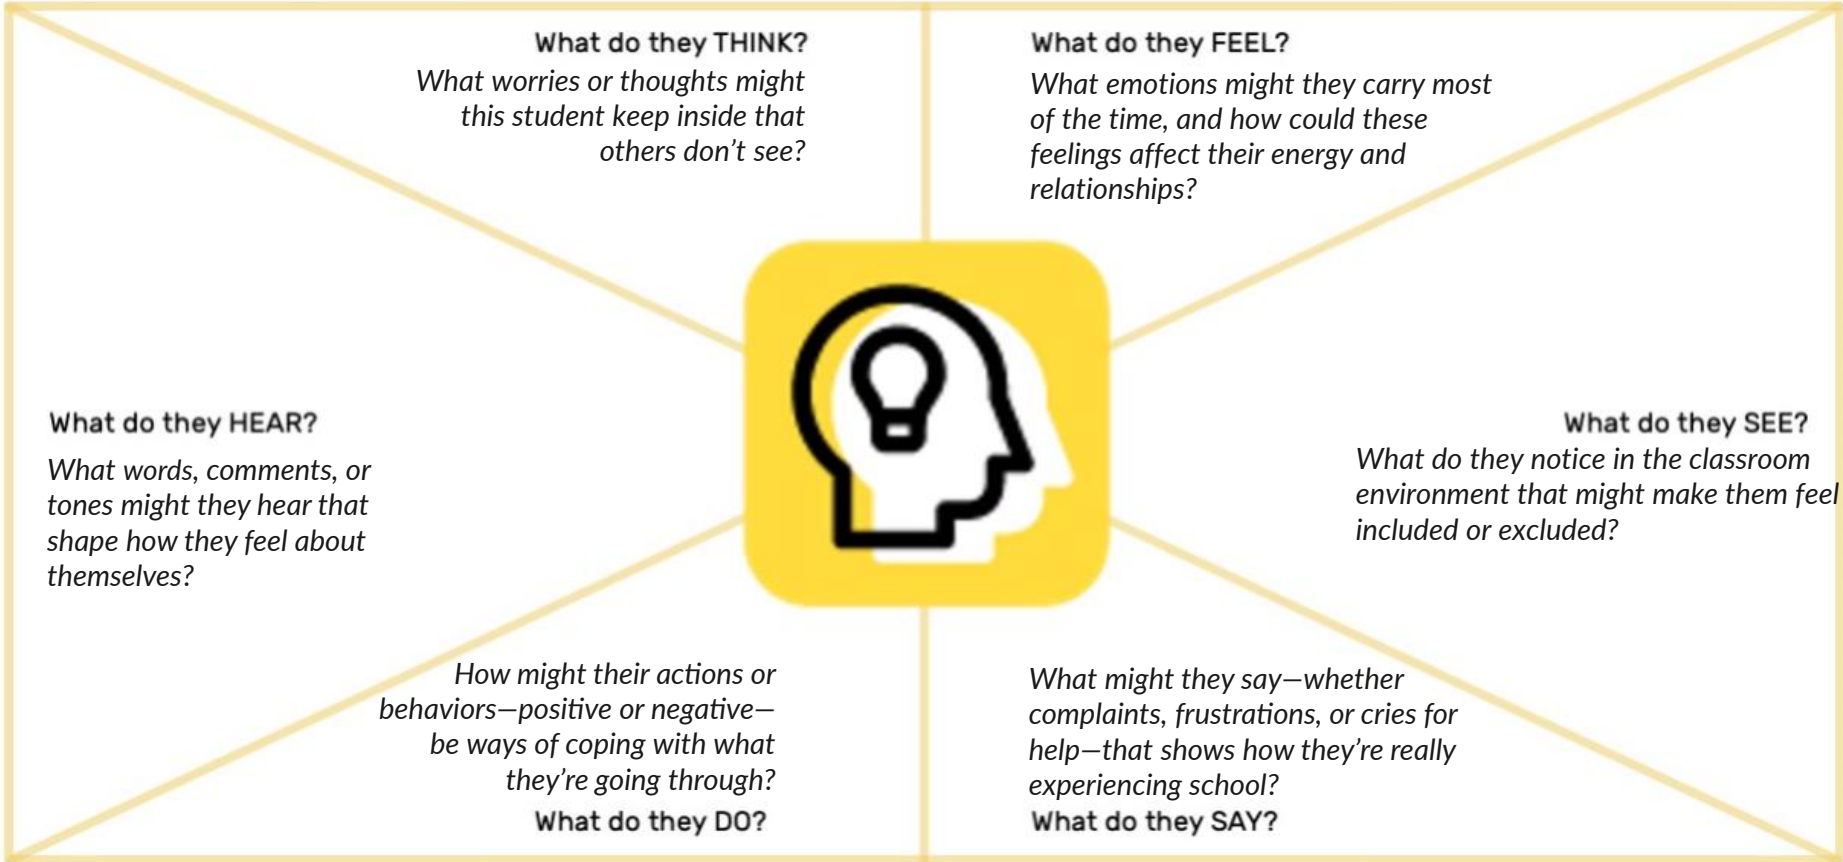 What do they THINK?
What worries or thoughts might
this student keep inside that
others don’t see?
What do they FEEL?
What emotions might they carry most
of the time, and how could these
feelings affect their energy and
relationships?
What do they HEAR?
What words, comments, or
tones might they hear that
shape how they feel about
themselves?
What do they SEE?
What do they notice in the classroom
environment that might make them feel
included or excluded?
How might their actions or
behaviors—positive or negative—
be ways of coping with what
they’re going through?
What do they DO?
What might they say—whether
complaints, frustrations, or cries for
help—that shows how they’re really
experiencing school?
What do they SAY?